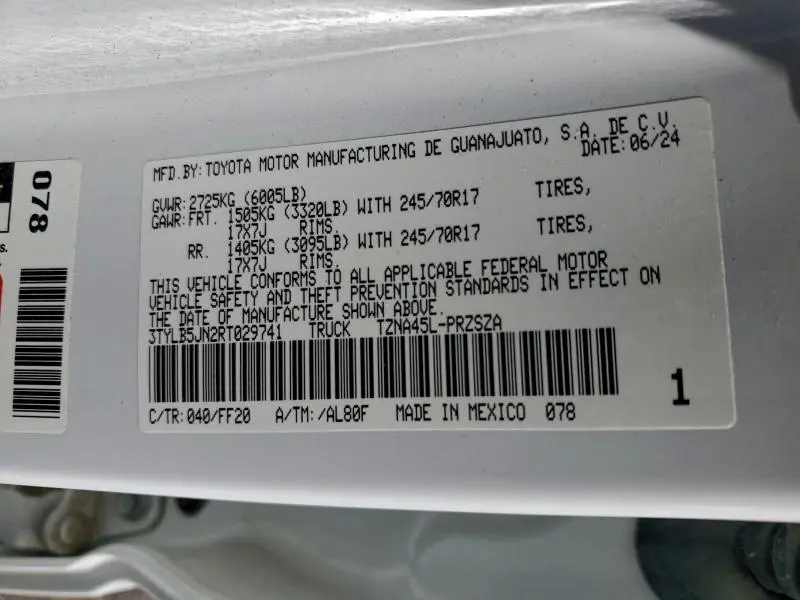 MFD.BY: TOYOTA MOTOR MANUFACTURING DE GUANAJUATO, S.A. DE C.V.
DATE: 06/24
GVWR: 2725KG (6005LB)
GAWR: FRT. 1505KG (3320LB) WITH 245/70R17 TIRES,
17X7J RIMS.
RR. 1405KG (3095LB) WITH 245/70R17 TIRES,
17X7J RIMS.
THIS VEHICLE CONFORMS TO ALL APPLICABLE FEDERAL MOTOR
VEHICLE SAFETY AND THEFT PREVENTION STANDARDS IN EFFECT ON
THE DATE OF MANUFACTURE SHOWN ABOVE.
3TYLB5JN2RT029741 TRUCK TZNA45L-PRZSZA
1
C/TR: 040/FF20 A/TM: /AL80F MADE IN MEXICO 078
078
s.